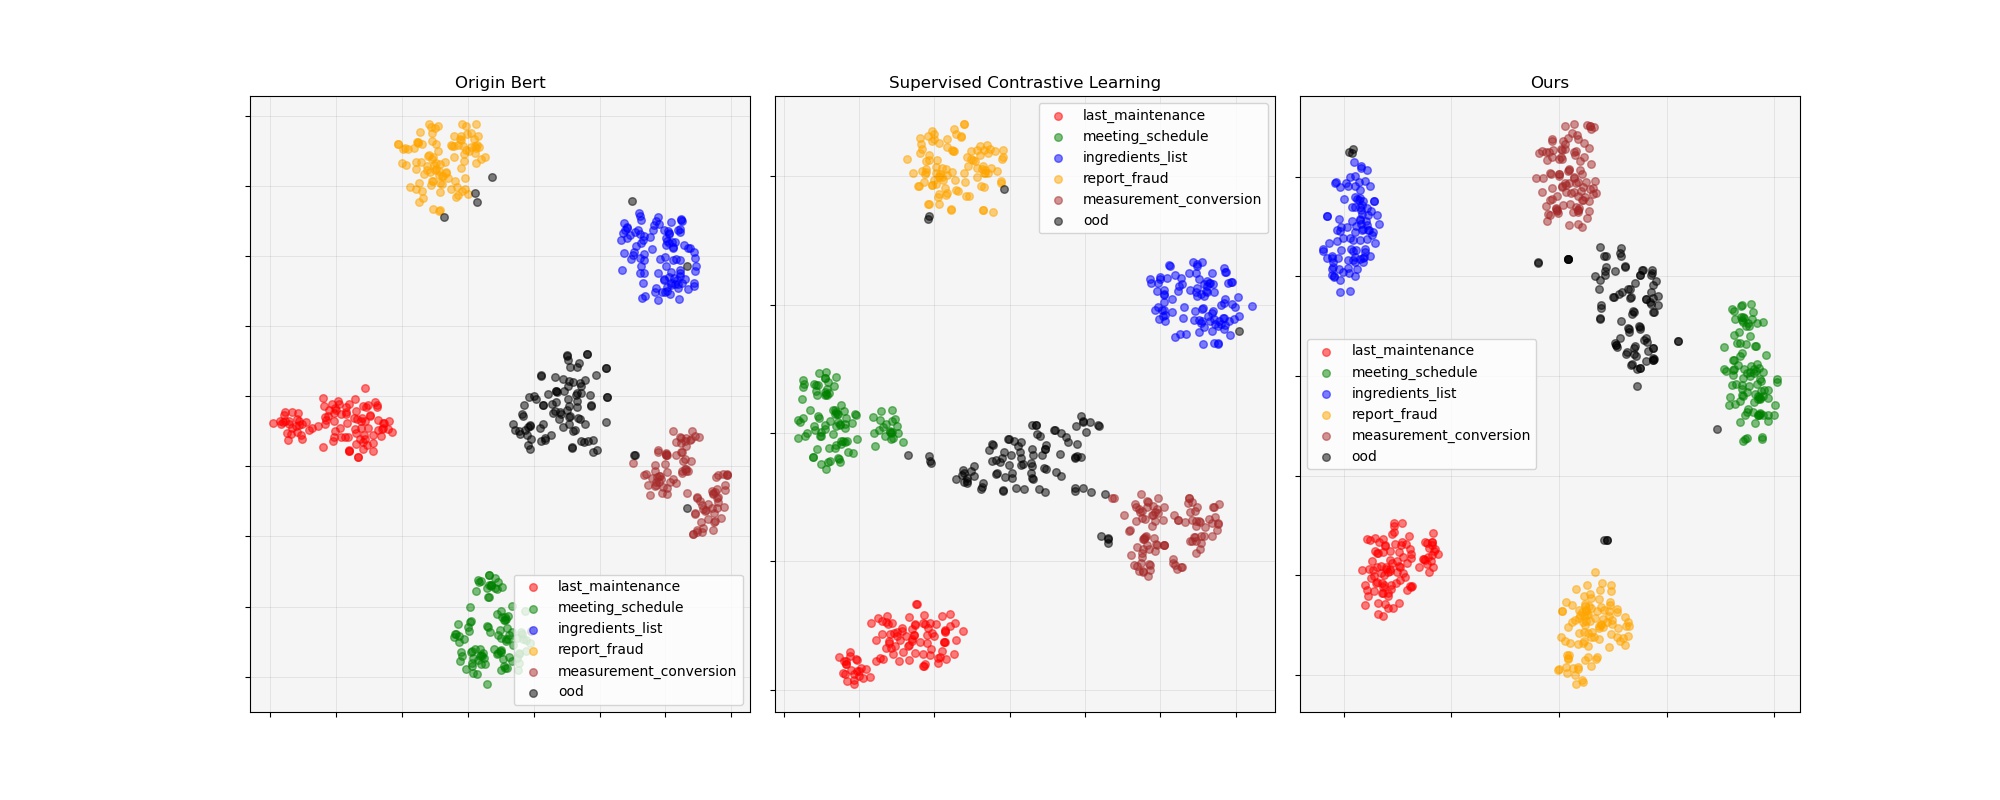 Origin Bert
last_maintenance
meeting_schedule
ingredients_list
report_fraud
measurement_conversion
ood
Supervised Contrastive Learning
last_maintenance
meeting_schedule
ingredients_list
report_fraud
measurement_conversion
ood
Ours
last_maintenance
meeting_schedule
ingredients_list
report_fraud
measurement_conversion
ood